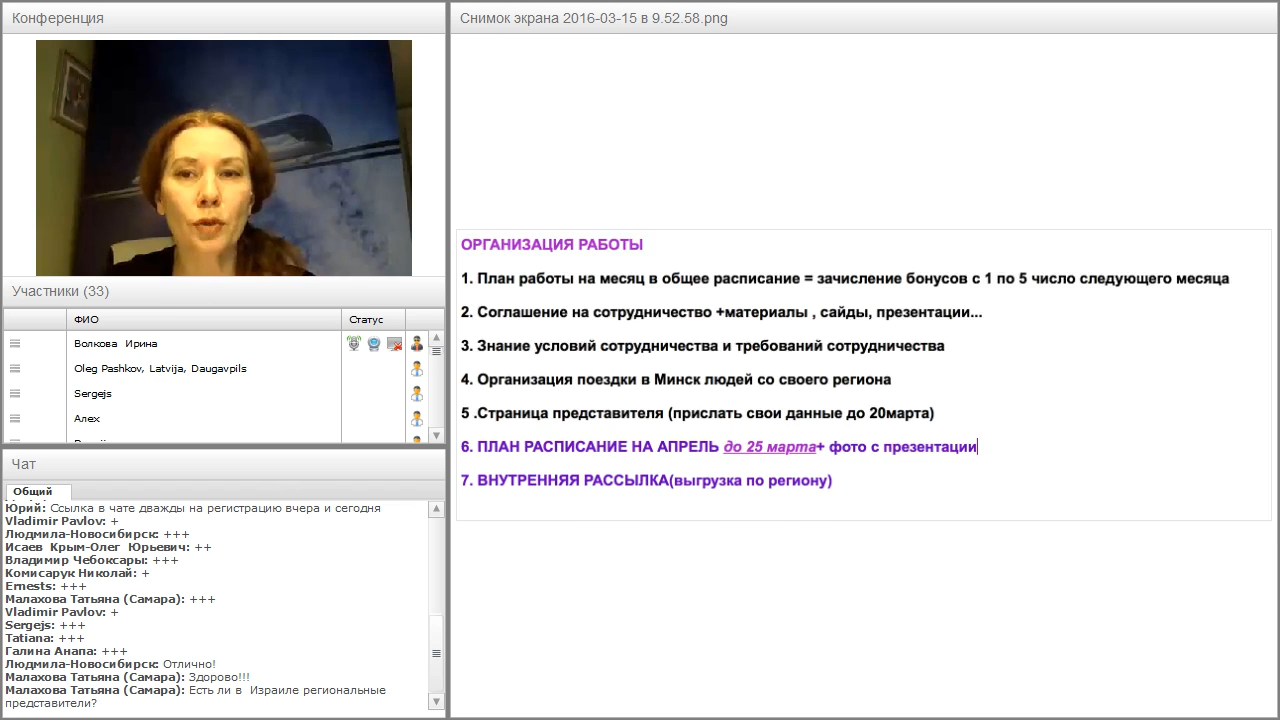 Конференция
Участники (33)
ФИО
Статус
Волкова Ирина
Oleg Pashkov, Latvija, Daugavpils
Sergejs
Алех
Чат
Общий
Юрий: Ссылка в чате дважды на регистрацию вчера и сегодня
Vladimir Pavlov: +
Людмила-Новосибирск: +++
Исаев Крым-Олег Юрьевич: ++
Владимир Чебоксары: +++
Комисарук Николай: +
Ernests: +++
Малахова Татьяна (Самара): +++
Vladimir Pavlov: +
Sergejs: +++
Tatiana: +++
Галина Анапа: +++
Людмила-Новосибирск: Отлично!
Малахова Татьяна (Самара): Здорово!!!
Малахова Татьяна (Самара): Есть ли в Израиле региональные
представители?
Снимок экрана 2016-03-15 в 9.52.58.png
ОРГАНИЗАЦИЯ РАБОТЫ
1. План работы на месяц в общее расписание = зачисление бонусов с 1 по 5 число следующего месяца
2. Соглашение на сотрудничество +материалы , сайды, презентации...
3. Знание условий сотрудничества и требований сотрудничества
4. Организация поездки в Минск людей со своего региона
5 .Страница представителя (прислать свои данные до 20марта)
6. ПЛАН РАСПИСАНИЕ НА АПРЕЛЬ до 25 марта+ фото с презентации
7. ВНУТРЕННЯЯ РАССЫЛКА(выгрузка по региону)